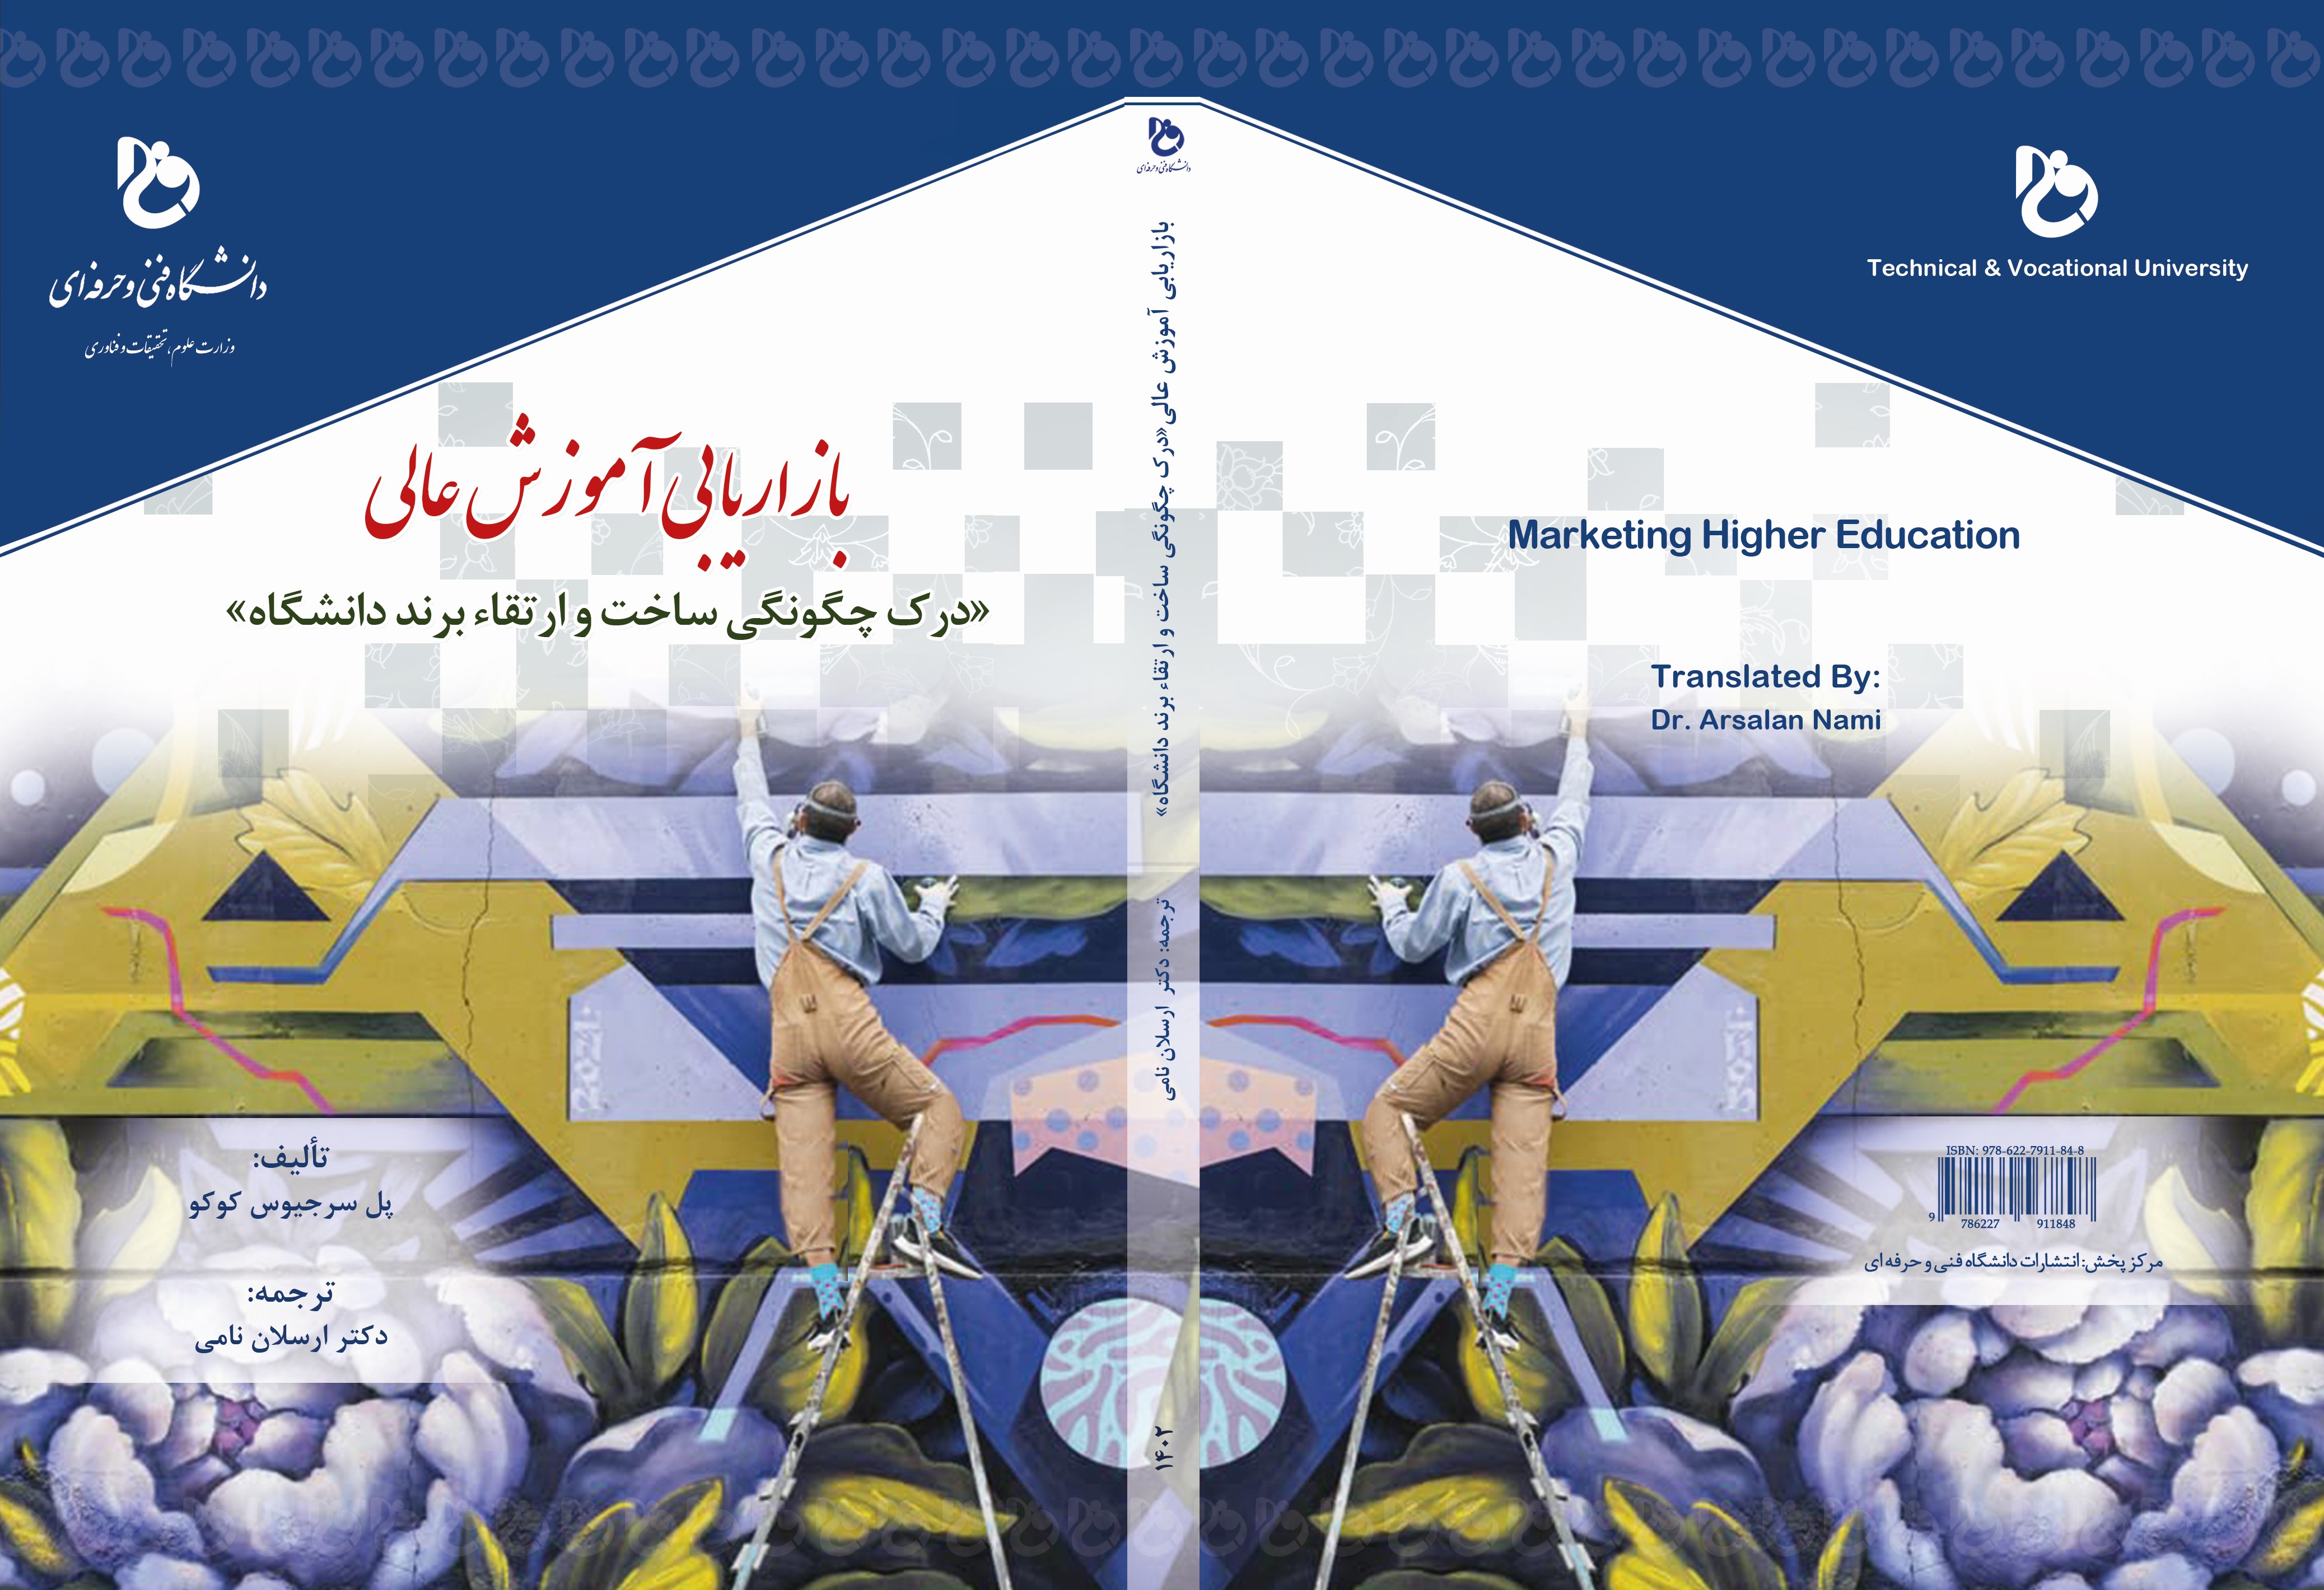 دانشگاه فنی و حرفه‌ای
وزارت علوم، تحقیقات و فناوری
بازاریابی آموزش عالی
«درک چگونگی ساخت و ارتقاء برند دانشگاه»
تألیف:
پل سرجیوس کوکو
ترجمه:
دکتر ارسلان نامی
2021
دانشگاه فنی و حرفه‌ای
بازاریابی آموزش عالی «درک چگونگی ساخت و ارتقاء برند دانشگاه»
ترجمه: دکتر ارسلان نامی
۱۴۰۲
Technical & Vocational University
Marketing Higher Education
Translated By:
Dr. Arsalan Nami
ISBN: 978-622-7911-84-8
9 786227 911848
مرکز پخش: انتشارات دانشگاه فنی و حرفه ای